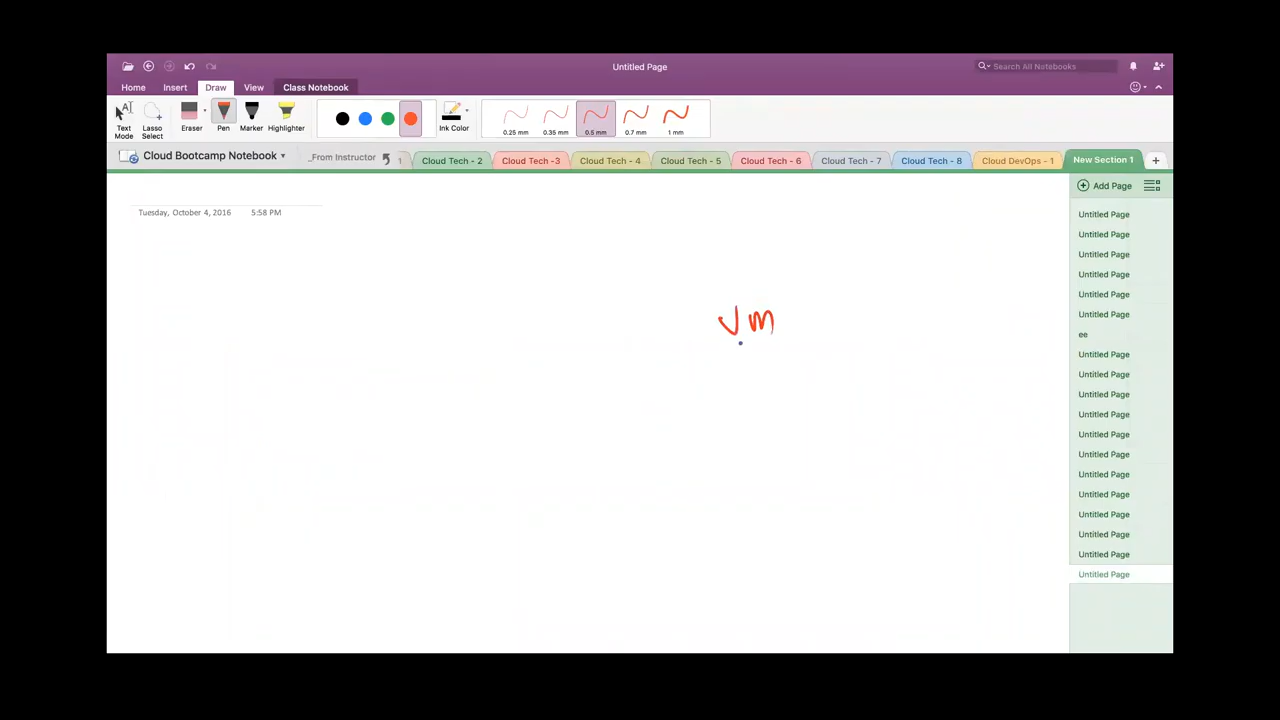 Untitled Page
Search All Notebooks
Home Insert Draw View Class Notebook
Text Mode
Lasso Select
Eraser
Pen
Marker
Highlighter
Ink Color
0.25 mm
0.35 mm
0.5 mm
0.7 mm
1 mm
Cloud Bootcamp Notebook
_From Instructor
1
Cloud Tech - 2
Cloud Tech -3
Cloud Tech - 4
Cloud Tech - 5
Cloud Tech - 6
Cloud Tech - 7
Cloud Tech - 8
Cloud DevOps - 1
New Section 1
Add Page
Tuesday, October 4, 2016 5:58 PM
Vm
Untitled Page
Untitled Page
Untitled Page
Untitled Page
Untitled Page
Untitled Page
ee
Untitled Page
Untitled Page
Untitled Page
Untitled Page
Untitled Page
Untitled Page
Untitled Page
Untitled Page
Untitled Page
Untitled Page
Untitled Page
Untitled Page